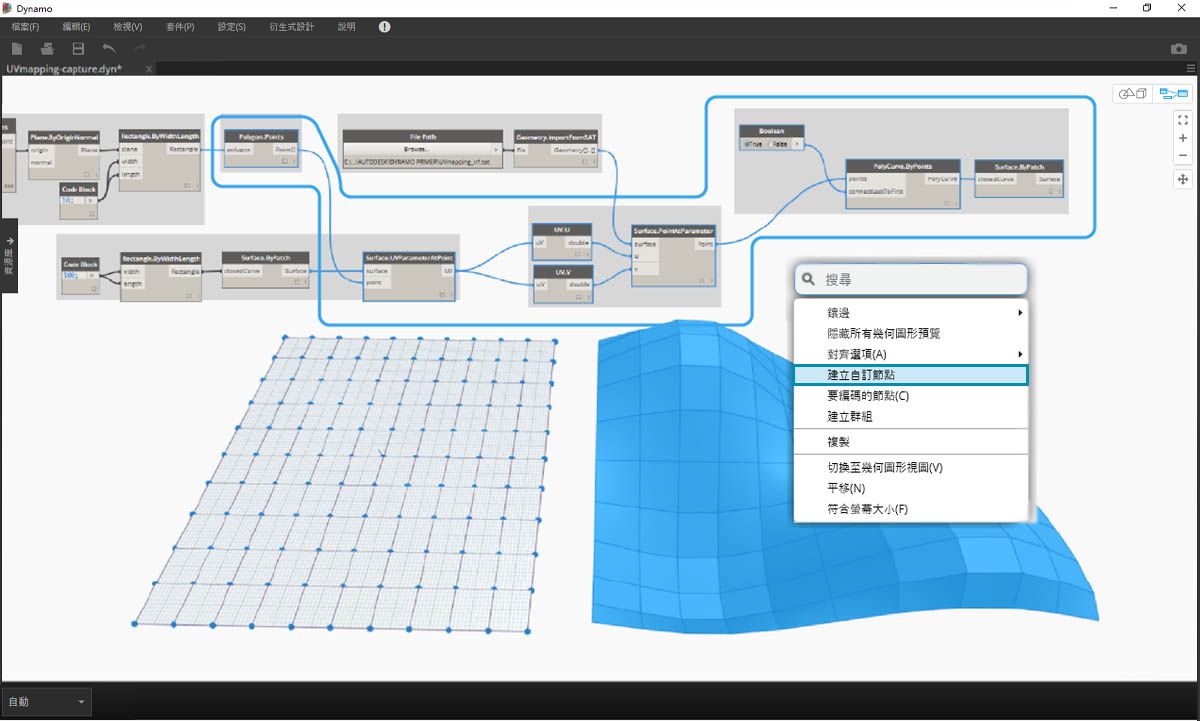 Dynamo
檔案(F) 編輯(E) 檢視(V) 套件(P) 設定(S) 衍生式設計 說明
UVmapping-capture.dyn* x
Plane.ByOriginNormal
origin Plane
normal
Rectangle.ByWidthLength
plane Rectangle
width
length
Code Block
10; >
Polygon.Points
polygon Point[]
File Path
Browse... >
C:\...\AUTODESK\DYNAMO PRIMER\UVmapping_srf.sat
Geometry.ImportFromSAT
file Geometry[]..[]
Boolean
True False >
PolyCurve.ByPoints
points PolyCurve
connectLastToFirst
Surface.ByPatch
closedCurve Surface
Code Block
100; >
Rectangle.ByWidthLength
width Rectangle
length
Surface.ByPatch
closedCurve Surface
Surface.UVParameterAtPoint
surface UV
point
UV.U
uV double
UV.V
uV double
Surface.PointAtParameter
surface Point
u
v
資源庫
搜尋
鑲邊
隱藏所有幾何圖形預覽
對齊選項(A)
建立自訂節點
要編碼的節點(C)
建立群組
複製
切換至幾何圖形視圖(V)
平移(N)
符合螢幕大小(F)
自動